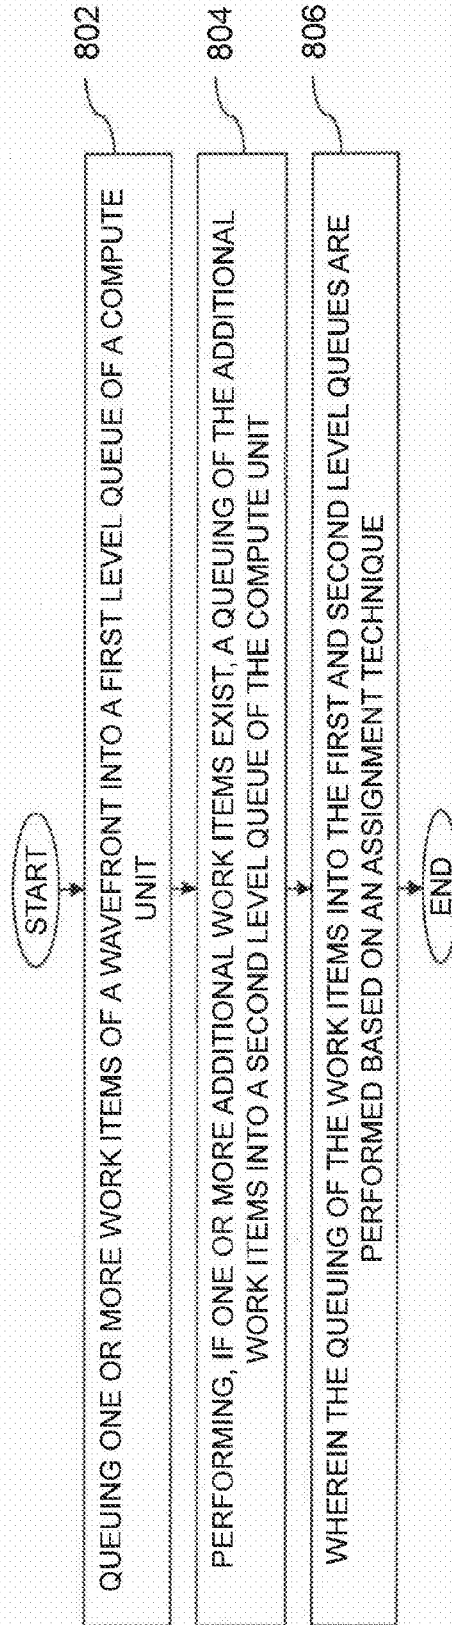 START
QUEUING ONE OR MORE WORK ITEMS OF A WAVEFRONT INTO A FIRST LEVEL QUEUE OF A COMPUTE
UNIT
802
PERFORMING, IF ONE OR MORE ADDITIONAL WORK ITEMS EXIST, A QUEUING OF THE ADDITIONAL
WORK ITEMS INTO A SECOND LEVEL QUEUE OF THE COMPUTE UNIT
804
WHEREIN THE QUEUING OF THE WORK ITEMS INTO THE FIRST AND SECOND LEVEL QUEUES ARE
PERFORMED BASED ON AN ASSIGNMENT TECHNIQUE
806
END